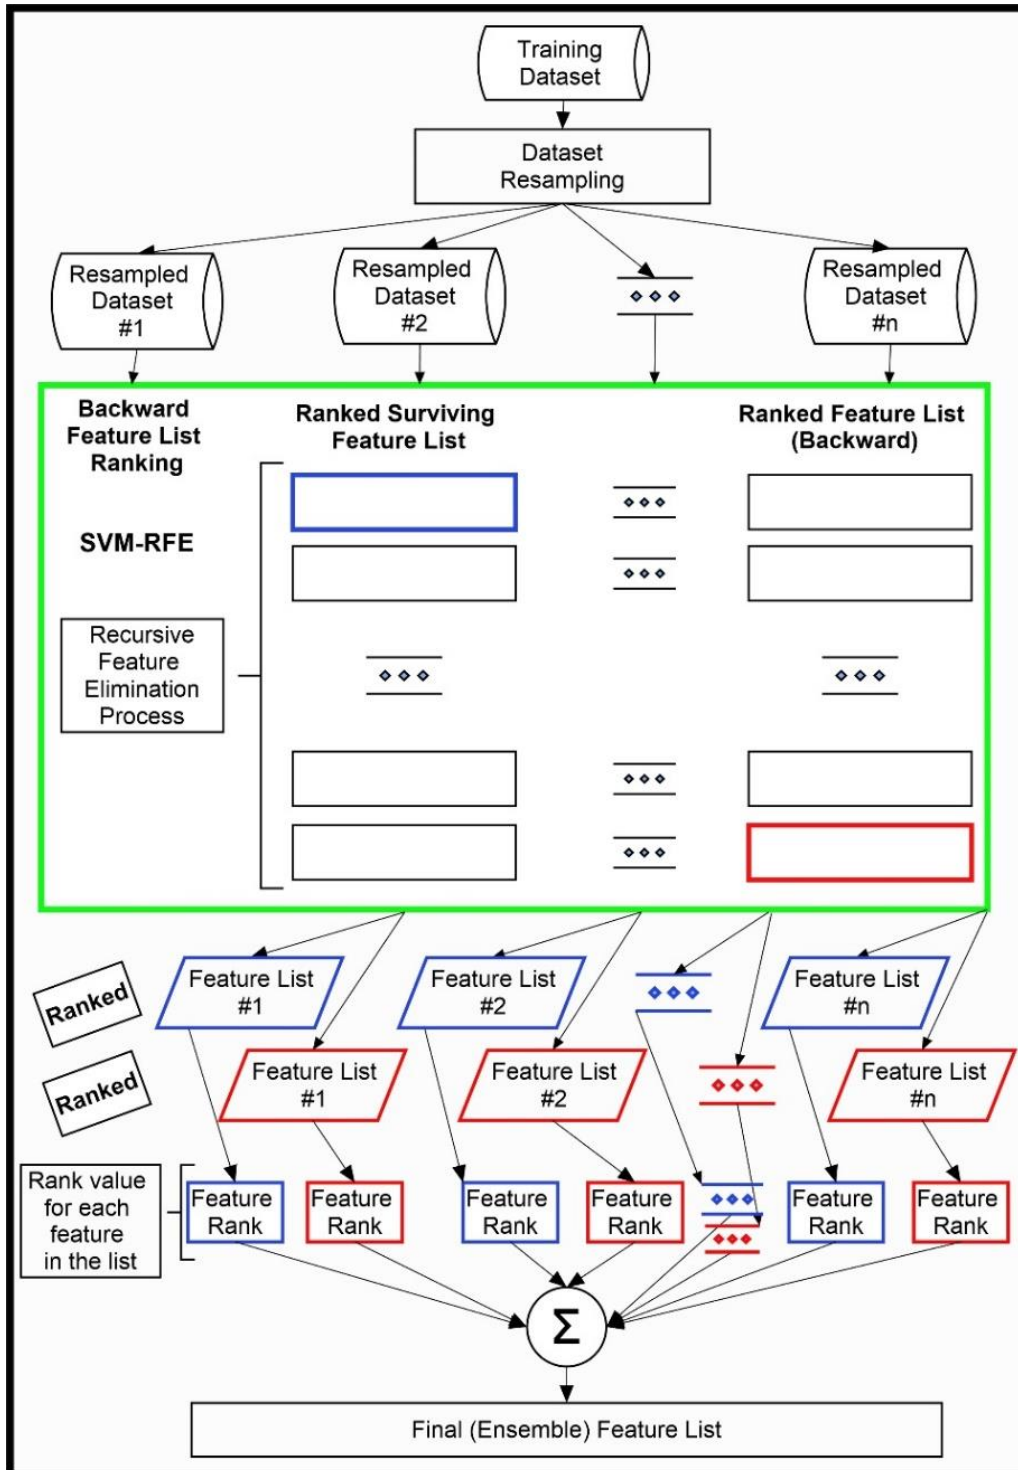 Training
Dataset
Dataset
Resampling
Resampled
Dataset
#1
Resampled
Dataset
#2
Resampled
Dataset
#n
Backward
Feature List
Ranking
Ranked Surviving
Feature List
Ranked Feature List
(Backward)
SVM-RFE
Recursive
Feature
Elimination
Process
Ranked
Feature List
#1
Feature List
#2
Feature List
#n
Ranked
Feature List
#1
Feature List
#2
Feature List
#n
Rank value
for each
feature
in the list
Feature
Rank
Feature
Rank
Feature
Rank
Feature
Rank
Feature
Rank
Feature
Rank
Σ
Final (Ensemble) Feature List